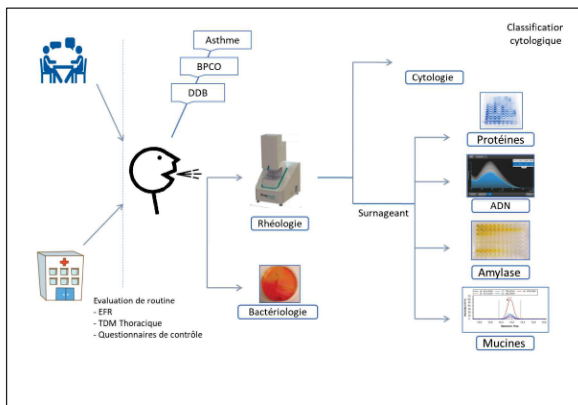 Classification
cytologique
Asthme
BPCO
DDB
Cytologie
Protéines
ADN
Rhéologie
Surnageant
Amylase
Bactériologie
Mucines
Evaluation de routine
- EFR
- TDM Thoracique
- Questionnaires de contrôle